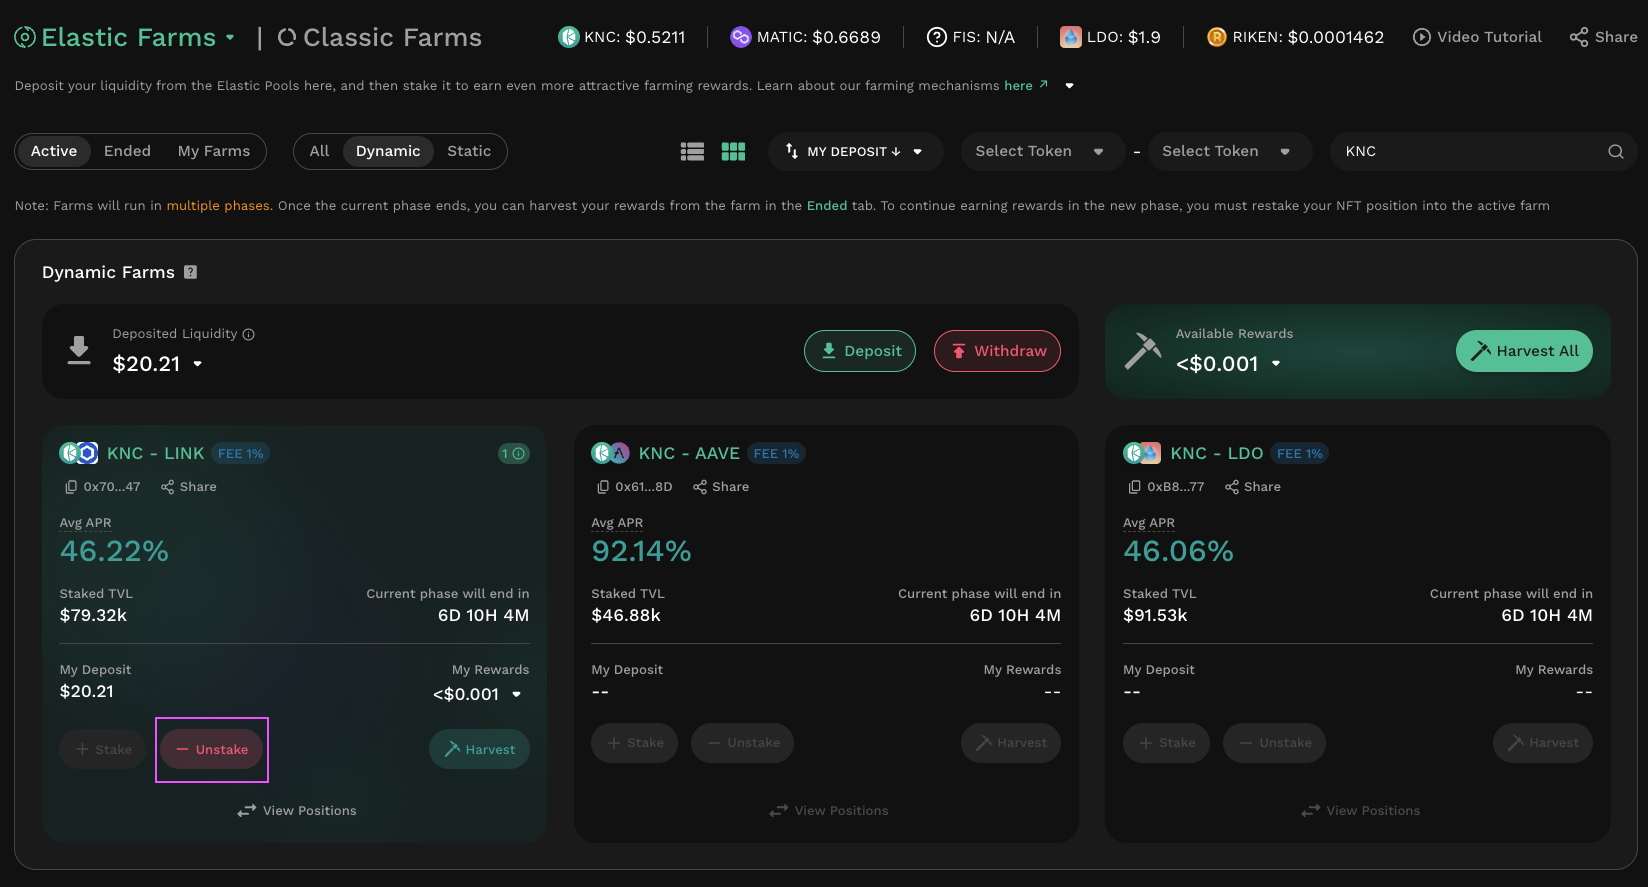 Elastic Farms | Classic Farms KNC: $0.5211 MATIC: $0.6689 FIS: N/A LDO: $1.9 RIKEN: $0.0001462 Video Tutorial Share
Deposit your liquidity from the Elastic Pools here, and then stake it to earn even more attractive farming rewards. Learn about our farming mechanisms here ↗
Active Ended My Farms All Dynamic Static MY DEPOSIT ↓ Select Token - Select Token KNC
Note: Farms will run in multiple phases. Once the current phase ends, you can harvest your rewards from the farm in the Ended tab. To continue earning rewards in the new phase, you must restake your NFT position into the active farm
Dynamic Farms ?
Deposited Liquidity
$20.21
Deposit Withdraw
Available Rewards
<$0.001
Harvest All
KNC - LINK FEE 1% 1
0x70...47 Share
Avg APR
46.22%
Staked TVL Current phase will end in
$79.32k 6D 10H 4M
My Deposit My Rewards
$20.21 <$0.001
+ Stake — Unstake Harvest
View Positions
KNC - AAVE FEE 1%
0x61...8D Share
Avg APR
92.14%
Staked TVL Current phase will end in
$46.88k 6D 10H 4M
My Deposit My Rewards
-- --
+ Stake — Unstake Harvest
View Positions
KNC - LDO FEE 1%
0xB8...77 Share
Avg APR
46.06%
Staked TVL Current phase will end in
$91.53k 6D 10H 4M
My Deposit My Rewards
-- --
+ Stake — Unstake Harvest
View Positions